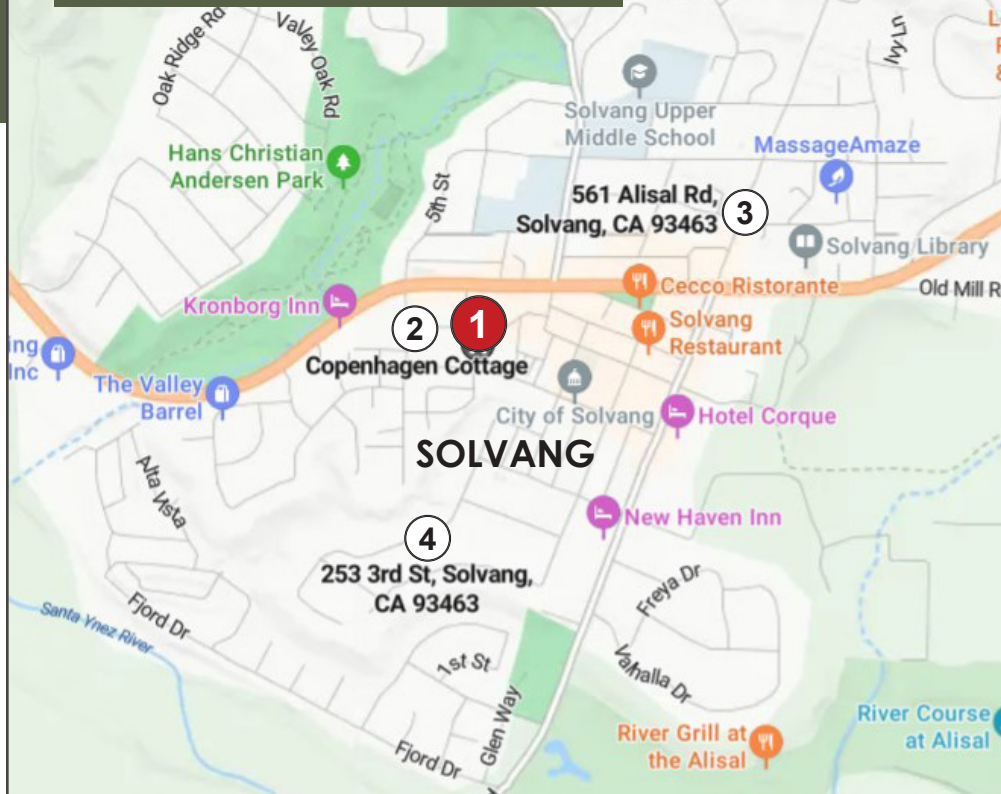 Oak Ridge Rd
Valley Oak Rd
Ivy Ln
Solvang Upper
Middle School
MassageAmaze
Hans Christian
Andersen Park
5th St
561 Alisal Rd,
Solvang, CA 93463
3
Solvang Library
Kronborg Inn
Cecco Ristorante
Old Mill R
2
1
Solvang
Restaurant
ing
Inc
Copenhagen Cottage
The Valley
Barrel
City of Solvang
Hotel Corque
SOLVANG
Alta Vista
New Haven Inn
4
253 3rd St, Solvang,
CA 93463
Freya Dr
Fjord Dr
Santa Ynez River
1st St
Valhalla Dr
Glen Way
River Course
at Alisal
River Grill at
the Alisal
Fjord Dr